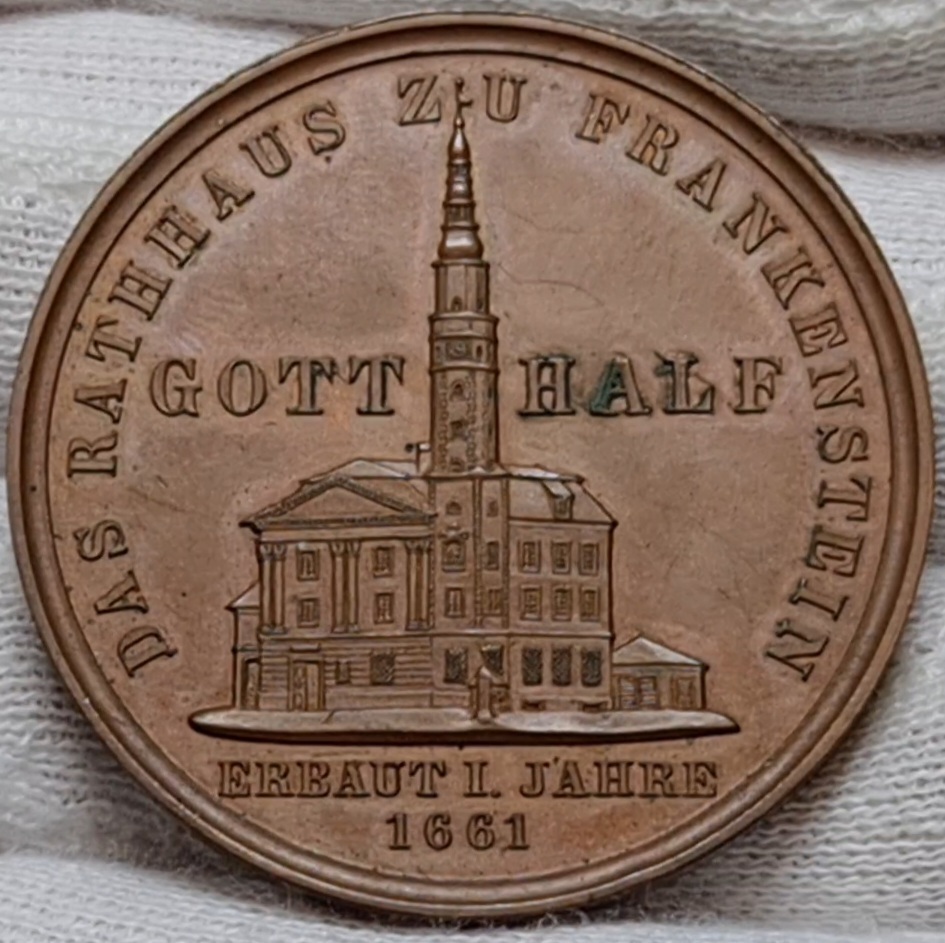 DAS RATHHAUS ZU FRANKENSTEIN
GOTT HALF
ERBAUT I. JAHRE
1661